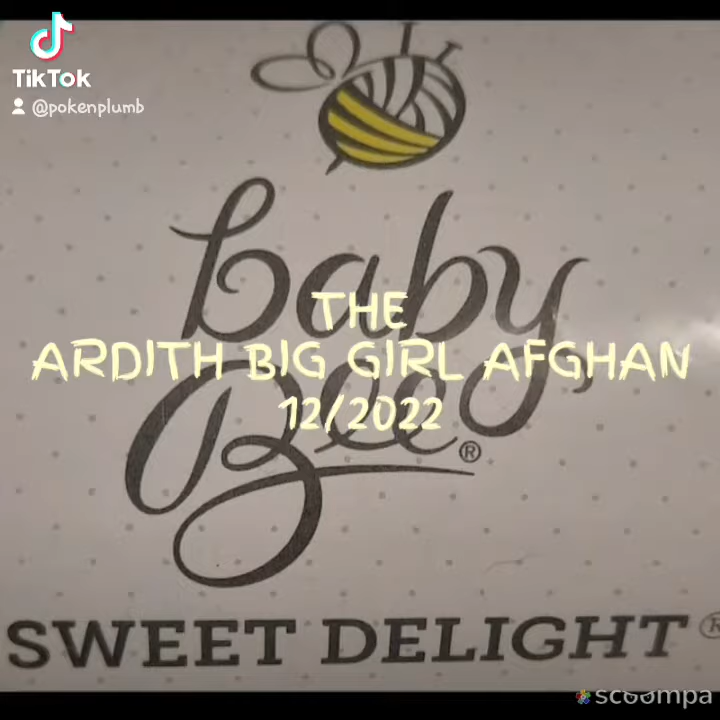 TikTok
@pokenplumb
baby
THE
ARDITH BIG GIRL AFGHAN
12/2022
Bee®
SWEET DELIGHT®
scoompa